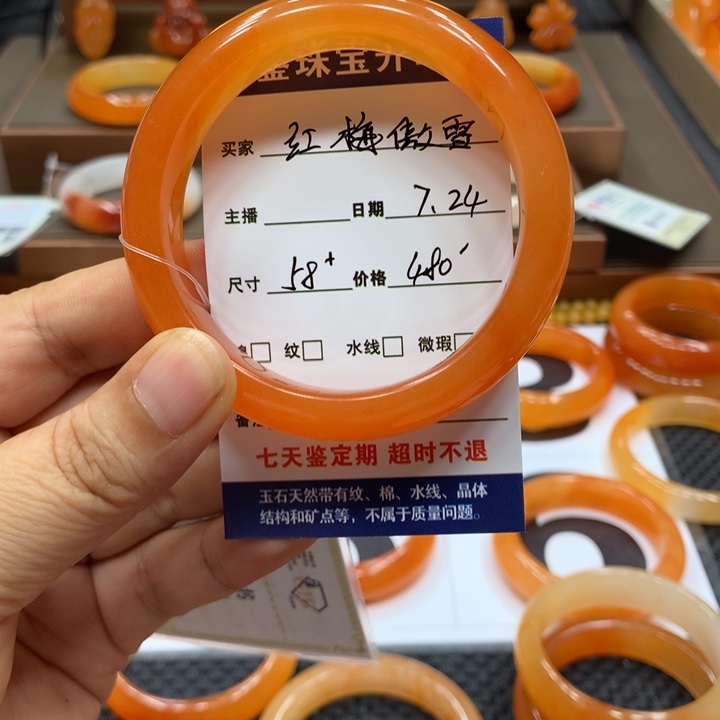 鉴珠宝
买家 红梅傲雪
主播 日期 7.24
尺寸 58+ 价格 480
纹 水线 微瑕
七天鉴定期 超时不退
玉石天然带有纹、棉、水线、晶体
结构和矿点等，不属于质量问题。